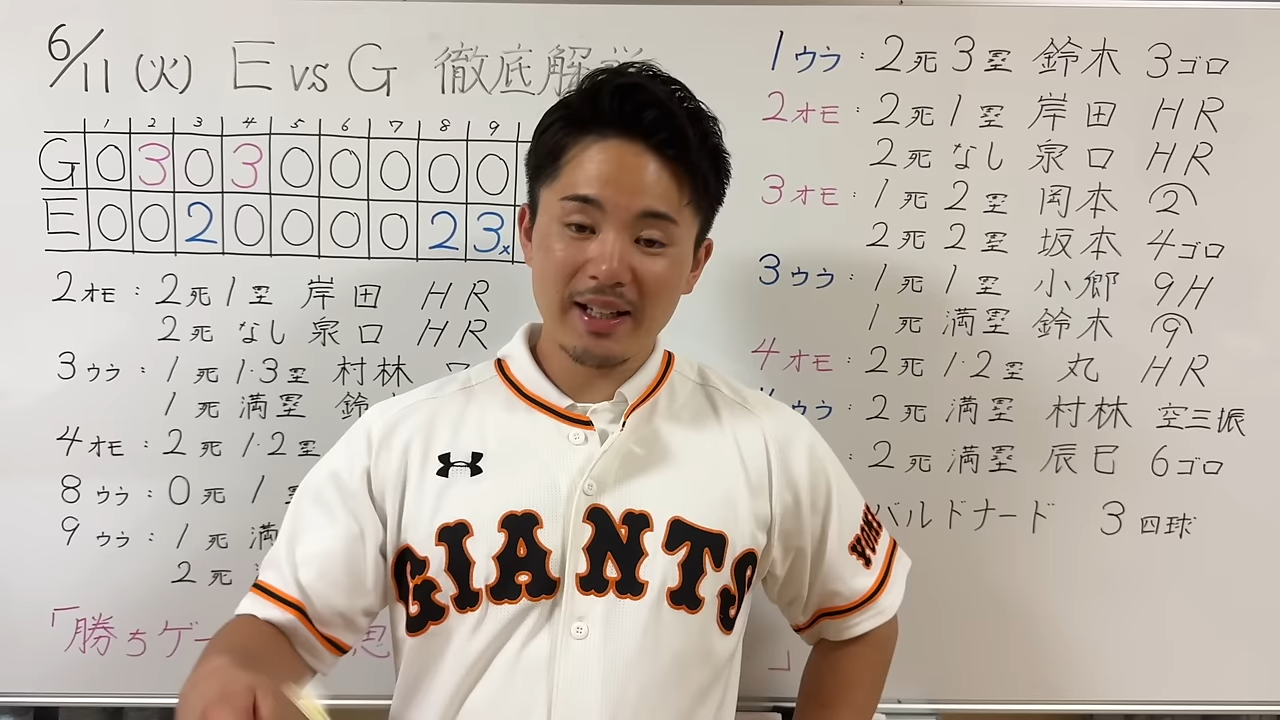 6/11 (火) E vs G 徹底解
1 2 3 4 5 6 7 8 9
G 0 3 0 3 0 0 0 0 0
E 0 0 2 0 0 0 0 2 3x
2オモ : 2死1塁 岸田 HR
2死なし 泉口 HR
3ウラ : 1死1・3塁 村林
1死満塁 鈴
4オモ : 2死1・2塁
8ウラ : 0死1
9ウラ : 1死満
2死
「勝ちゲー 思 」
1ウラ : 2死3塁 鈴木 3ゴロ
2オモ : 2死1塁 岸田 HR
2死なし 泉口 HR
3オモ : 1死2塁 岡本 ②
2死2塁 坂本 4ゴロ
3ウラ : 1死1塁 小郷 9H
1死満塁 鈴木 ⑨
4オモ : 2死1・2塁 丸 HR
ウラ : 2死満塁 村林 空三振
: 2死満塁 辰巳 6ゴロ
バルドナード 3四球
GIANTS